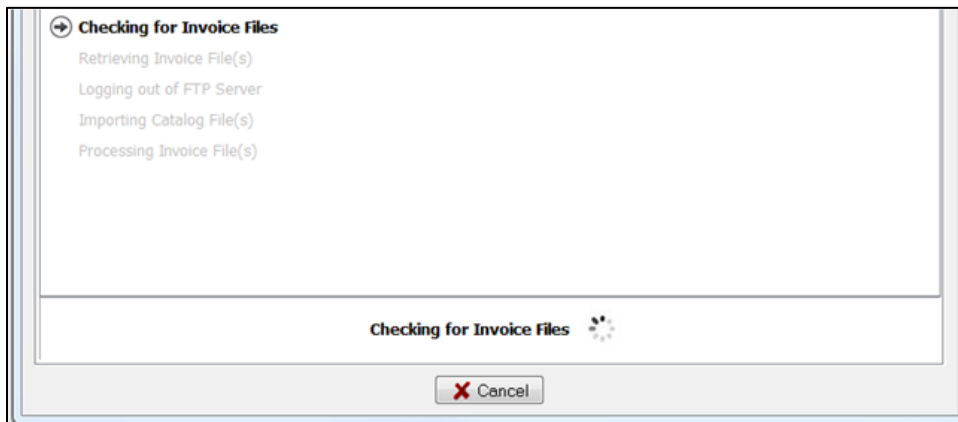 Checking for Invoice Files
Retrieving Invoice File(s)
Logging out of FTP Server
Importing Catalog File(s)
Processing Invoice File(s)
Checking for Invoice Files
Cancel